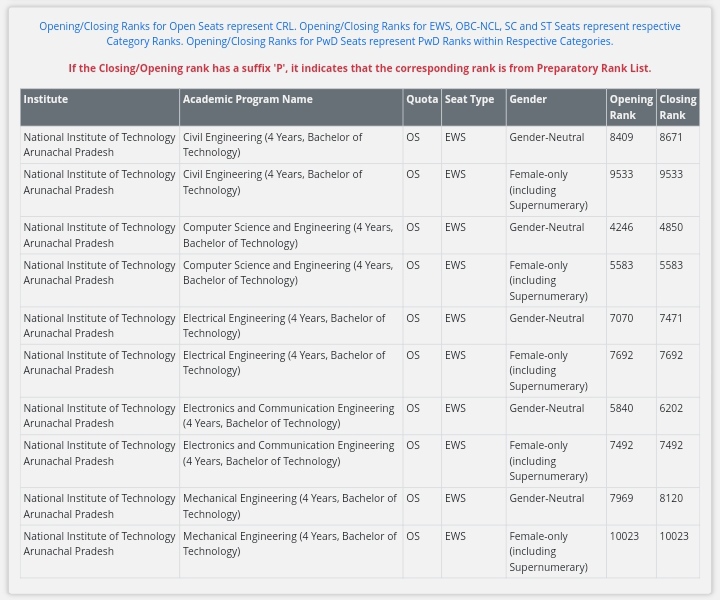 Opening/Closing Ranks for Open Seats represent CRL. Opening/Closing Ranks for EWS, OBC-NCL, SC and ST Seats represent respective
Category Ranks. Opening/Closing Ranks for PwD Seats represent PwD Ranks within Respective Categories.
If the Closing/Opening rank has a suffix 'P', it indicates that the corresponding rank is from Preparatory Rank List.
Institute Academic Program Name Quota Seat Type Gender Opening Closing
Rank Rank
National Institute of Technology Civil Engineering (4 Years, Bachelor of OS EWS Gender-Neutral 8409 8671
Arunachal Pradesh Technology)
National Institute of Technology Civil Engineering (4 Years, Bachelor of OS EWS Female-only 9533 9533
Arunachal Pradesh Technology) (including
Supernumerary)
National Institute of Technology Computer Science and Engineering (4 Years, OS EWS Gender-Neutral 4246 4850
Arunachal Pradesh Bachelor of Technology)
National Institute of Technology Computer Science and Engineering (4 Years, OS EWS Female-only 5583 5583
Arunachal Pradesh Bachelor of Technology) (including
Supernumerary)
National Institute of Technology Electrical Engineering (4 Years, Bachelor of OS EWS Gender-Neutral 7070 7471
Arunachal Pradesh Technology)
National Institute of Technology Electrical Engineering (4 Years, Bachelor of OS EWS Female-only 7692 7692
Arunachal Pradesh Technology) (including
Supernumerary)
National Institute of Technology Electronics and Communication Engineering OS EWS Gender-Neutral 5840 6202
Arunachal Pradesh (4 Years, Bachelor of Technology)
National Institute of Technology Electronics and Communication Engineering OS EWS Female-only 7492 7492
Arunachal Pradesh (4 Years, Bachelor of Technology) (including
Supernumerary)
National Institute of Technology Mechanical Engineering (4 Years, Bachelor of OS EWS Gender-Neutral 7969 8120
Arunachal Pradesh Technology)
National Institute of Technology Mechanical Engineering (4 Years, Bachelor of OS EWS Female-only 10023 10023
Arunachal Pradesh Technology) (including
Supernumerary)